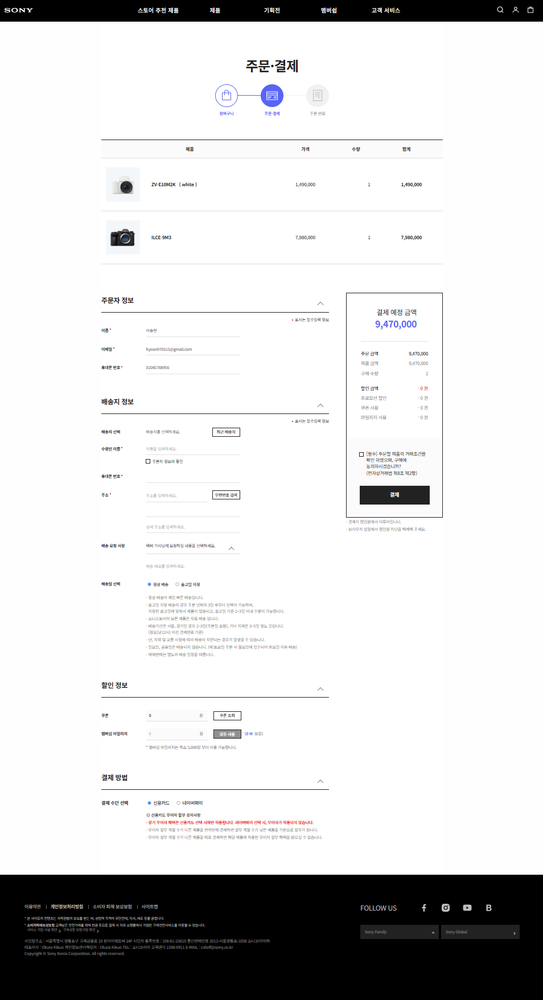 SONY
스토어 추천 제품 제품 기획전 멤버쉽 고객 서비스
주문·결제
장바구니 주문·결제 주문 완료
제품 가격 수량 합계
ZV-E10M2K ( white ) 1,490,000 1 1,490,000
ILCE-9M3 7,980,000 1 7,980,000
주문자 정보
• 표시는 필수입력 정보
이름 *
이승현
이메일 *
hyeon970315@gmail.com
휴대폰 번호 *
01045788956
배송지 정보
• 표시는 필수입력 정보
배송지 선택
배송지를 선택하세요.
최근 배송지
수령인 이름 *
이름을 입력하세요.
주문자 정보와 동일
휴대폰 번호 *
주소 *
주소를 입력하세요.
우편번호 검색
상세 주소를 입력하세요.
배송 요청 사항
택배 기사님께 요청하실 내용을 선택하세요.
배송 메모를 입력하세요.
배송일 선택
정상 배송 출고일 지정
· 정상 배송이 제일 빠른 배송입니다.
· 출고일 지정 배송의 경우 주문 날짜의 3일 후부터 선택이 가능하며,
지정된 출고일에 맞춰서 제품이 발송되고, 출고일 기준 2~3일 이내 수령이 가능합니다.
· 소니스토어의 모든 제품은 무료 배송 입니다.
· 배송기간은 서울, 경기일 경우 2~3일(주문일 포함), 기타 지역은 3~5일 정도 걸립니다.
(정오(낮12시) 이전 결제완료 기준)
· 단, 지역 및 교통 사정에 따라 배송이 지연되는 경우가 발생할 수 있습니다.
· 일요일, 공휴일은 배송되지 않습니다. (예:토요일 주문 시 월요일에 접수되어 화요일 이후 배송)
· 예약판매는 별도의 배송 일정을 따릅니다.
할인 정보
쿠폰
0 원
쿠폰 조회
멤버십 마일리지
0 점
모두 사용
(0 M 보유)
* 멤버십 마일리지는 최소 5,000점 부터 사용 가능합니다.
결제 방법
결제 수단 선택
신용카드 네이버페이
신용카드 무이자 할부 유의사항
· 장기 무이자 혜택은 신용카드 선택 시에만 적용됩니다. 네이버페이 선택 시, 무이자가 적용되지 않습니다.
· 무이자 할부 개월 수가 다른 제품을 한꺼번에 결제하면 할부 개월 수가 낮은 제품을 기준으로 할부가 됩니다.
· 무이자 할부 개월 수가 다른 제품을 따로 결제하면 해당 제품에 적용된 무이자 할부 혜택을 받으실 수 있습니다.
결제 예정 금액
9,470,000
주문 금액 9,470,000
제품 금액 9,470,000
구매 수량 2
할인 금액 - 0 원
프로모션 할인 - 0 원
쿠폰 사용 - 0 원
마일리지 사용 - 0 원
[필수] 주문할 제품의 거래조건을
확인 하였으며, 구매에
동의하시겠습니까?
(전자상거래법 제8조 제2항)
결제
· 결제가 팝업창에서 이루어집니다.
· 브라우저 설정에서 팝업창 차단을 해제해 주세요.
이용약관 | 개인정보처리방침 | 소비자 피해 보상보험 | 사이트맵
* 본 사이트의 컨텐츠는 저작권법의 보호를 받는 바, 상업적 목적의 무단전재, 복사, 배포 등을 금합니다.
* 소비자피해보상보험 고객님은 안전거래를 위해 현금 등으로 결제 시 저희 쇼핑몰에서 가입한 구매안전서비스를 이용할 수 있습니다.
서비스 가입 사실 확인 구매상품 보험가입 확인
사업장주소 : 서울특별시 영등포구 국제금융로 10 원아이에프씨 24F 사업자 등록번호 : 106-81-23810 통신판매번호 2012-서울영등포-1038 소니코리아㈜
대표이사 : Okura Kikuo 개인정보관리책임자 : Okura Kikuo TEL : 소니코리아 고객센터 1588-0911 E-MAIL : cshelf@sony.co.kr
Copyright © Sony Korea Corporation. All rights reserved.
FOLLOW US
B
Sony Family
Sony Global